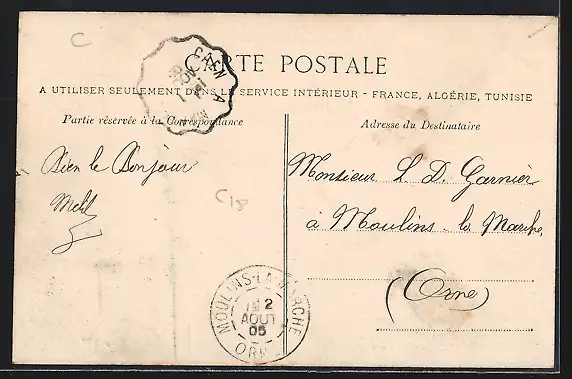 C
CARTE POSTALE
A UTILISER SEULEMENT DANS LE SERVICE INTÉRIEUR - FRANCE, ALGÉRIE, TUNISIE
Partie réservée à la Correspondance
Adresse du Destinataire
Bien le Bonjour
Monsieur L D. Garnier
à Moulins-la Marche,
(Orne)
C18
MOULINS-LA-MARCHE
2
AOUT
05
ORNE